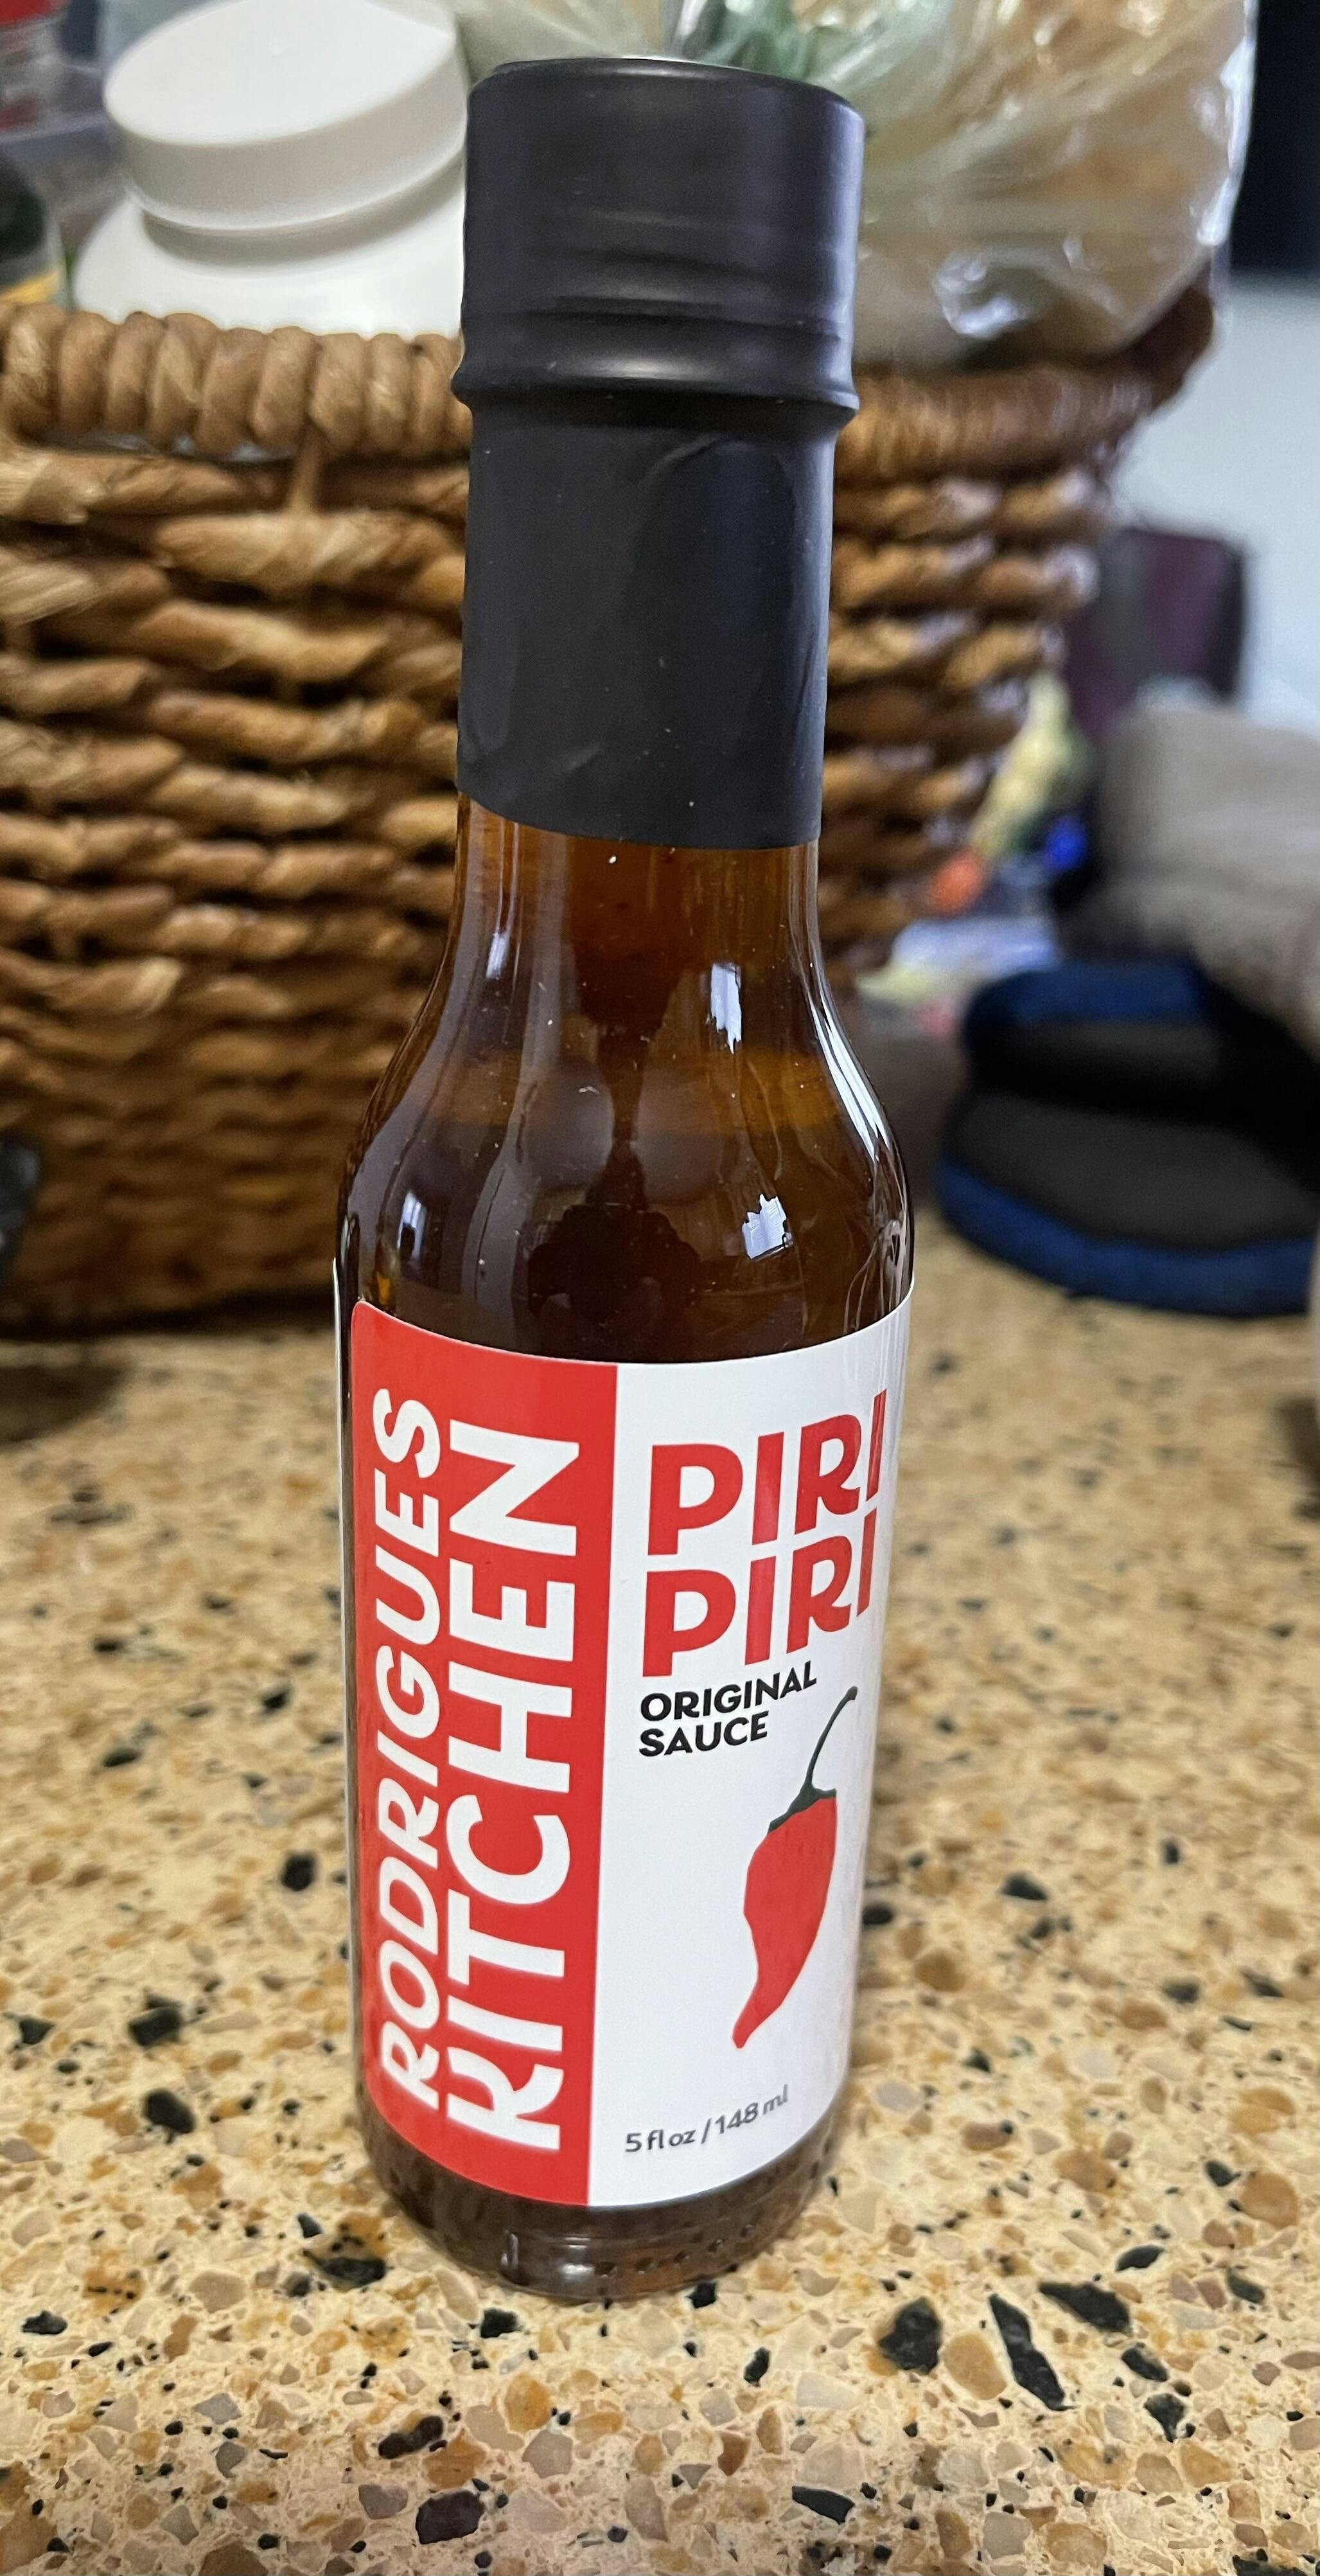 RODRIGUES
KITCHEN
PIRI
PIRI
ORIGINAL
SAUCE
5 fl oz / 148 ml